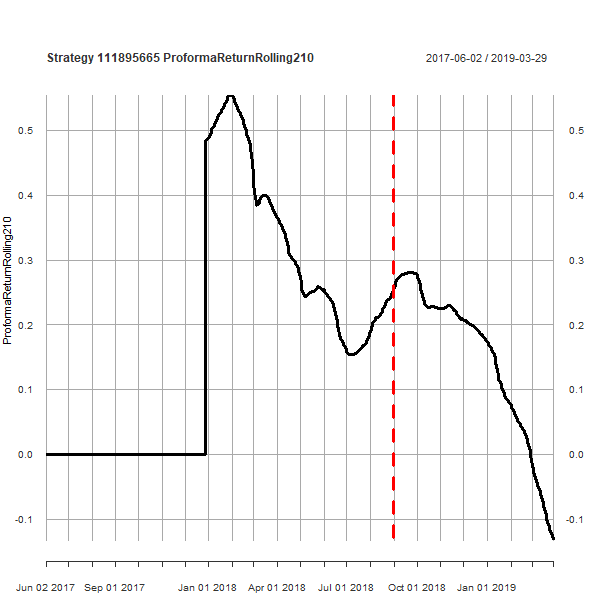 Strategy 111895665 ProformaReturnRolling210
2017-06-02 / 2019-03-29
ProformaReturnRolling210
0.5 0.5
0.4 0.4
0.3 0.3
0.2 0.2
0.1 0.1
0.0 0.0
-0.1 -0.1
Jun 02 2017 Sep 01 2017 Jan 01 2018 Apr 01 2018 Jul 01 2018 Oct 01 2018 Jan 01 2019